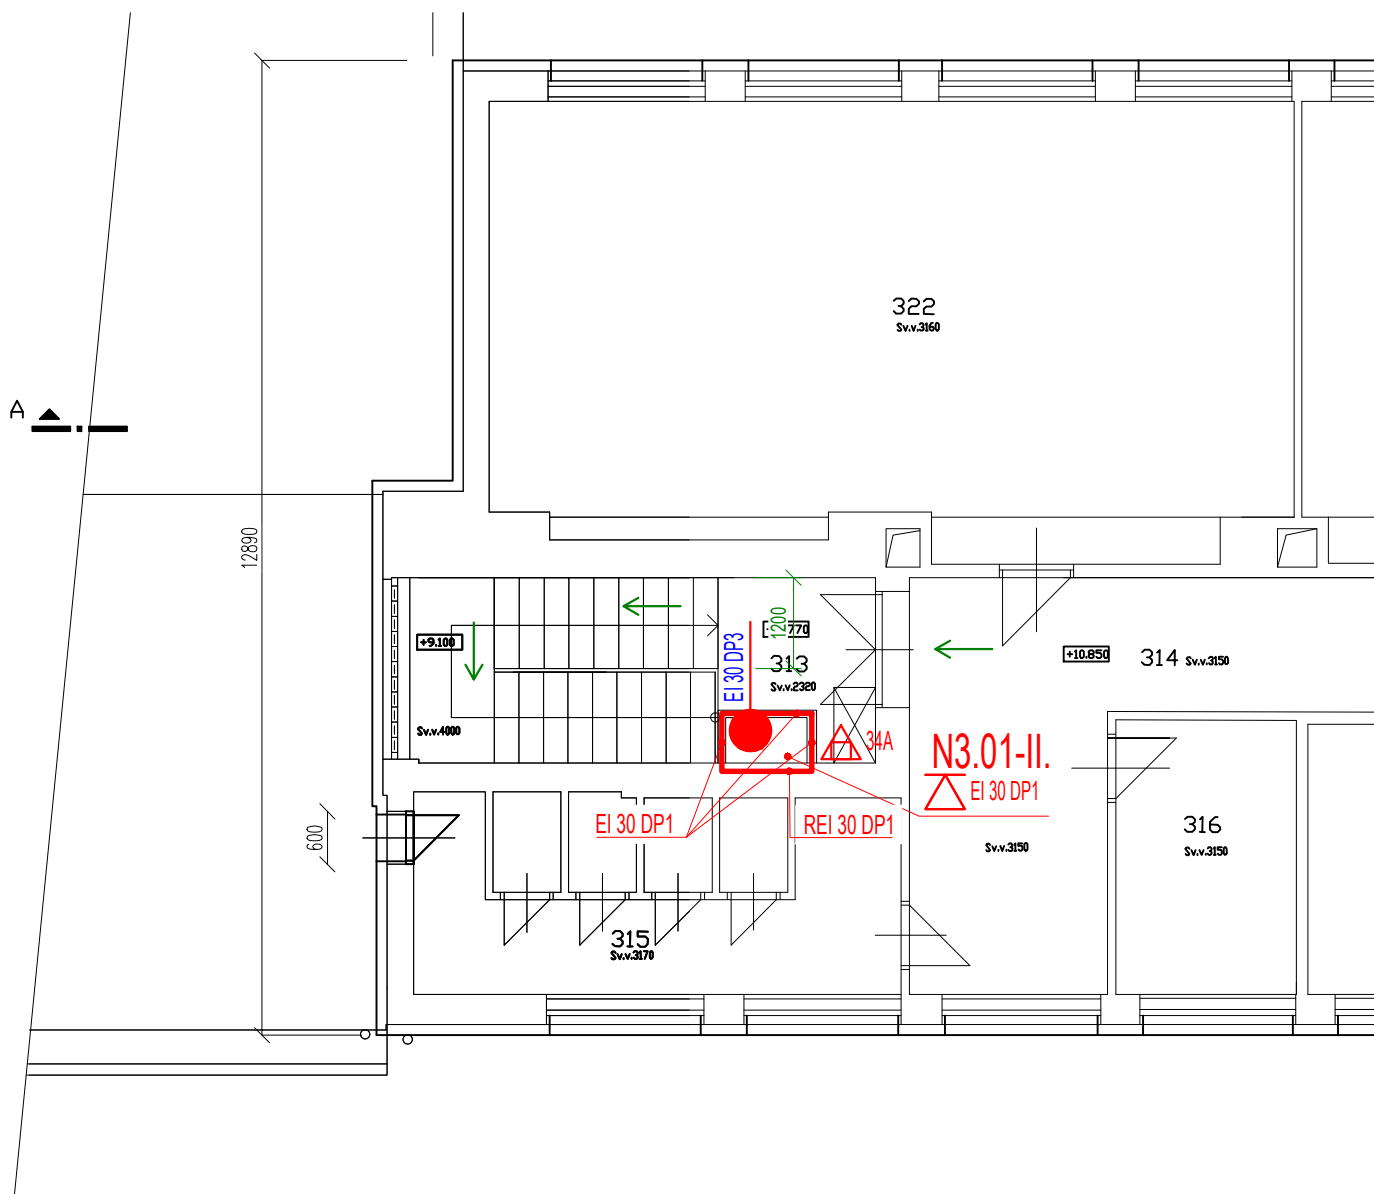 322
Sv.v.3160
A
12890
1200
770
+9.100
EI 30 DP3
313
Sv.v.2320
+10.850
314 Sv.v.3150
Sv.v.4000
H 34A
N3.01-II.
EI 30 DP1
EI 30 DP1
REI 30 DP1
600
316
Sv.v.3150
Sv.v.3150
315
Sv.v.3170